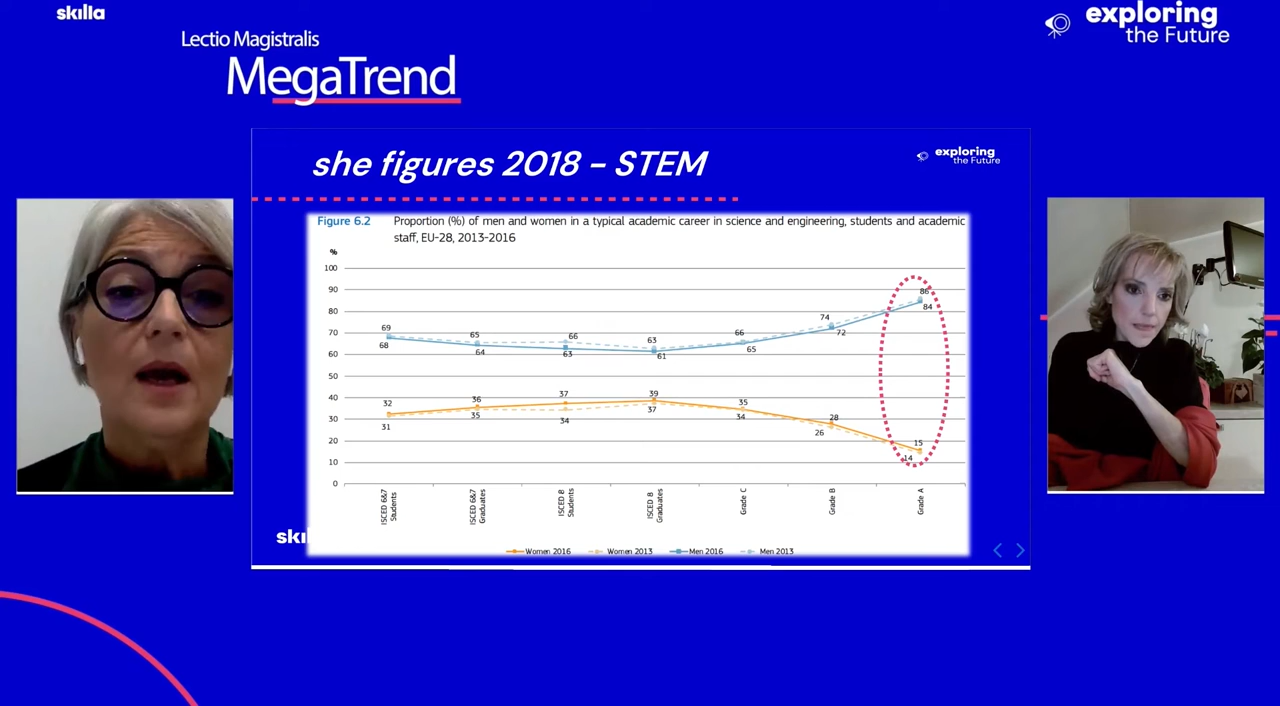 skilla
Lectio Magistralis
MegaTrend
exploring
the Future
she figures 2018 – STEM
exploring
the Future
Figure 6.2 Proportion (%) of men and women in a typical academic career in science and engineering, students and academic
staff, EU-28, 2013-2016
%
100
90
80
70
60
50
40
30
20
10
0
69 65 66 63 66 74 86
68 64 63 61 65 72 84
32 36 37 39 35 28 15
31 35 34 37 34 26 14
ISCED 6&7
Students
ISCED 6&7
Graduates
ISCED 8
Students
ISCED 8
Graduates
Grade C
Grade B
Grade A
Women 2016 Women 2013 Men 2016 Men 2013
ski